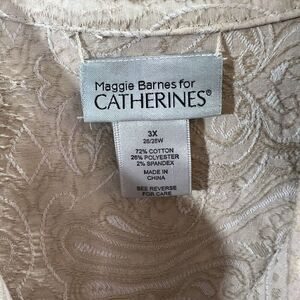 Maggie Barnes for
CATHERINES®
3X
26/28W
72% COTTON
26% POLYESTER
2% SPANDEX
MADE IN
CHINA
SEE REVERSE
FOR CARE